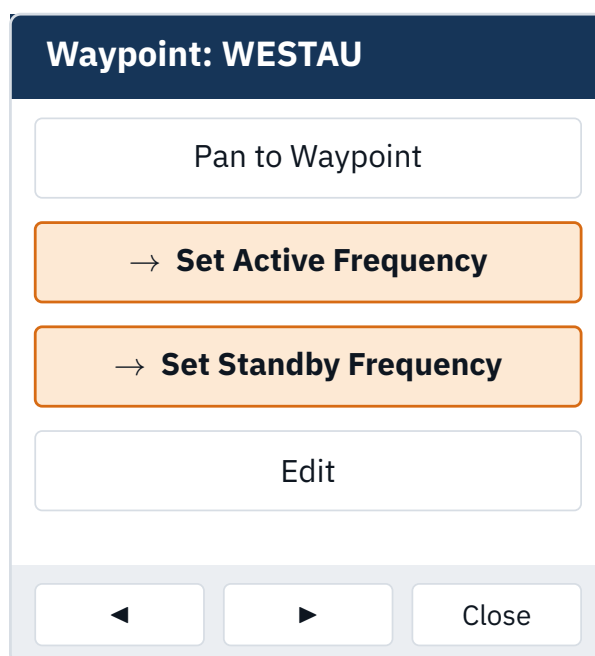 Waypoint: WESTAU
Pan to Waypoint
→ Set Active Frequency
→ Set Standby Frequency
Edit
◄ ► Close